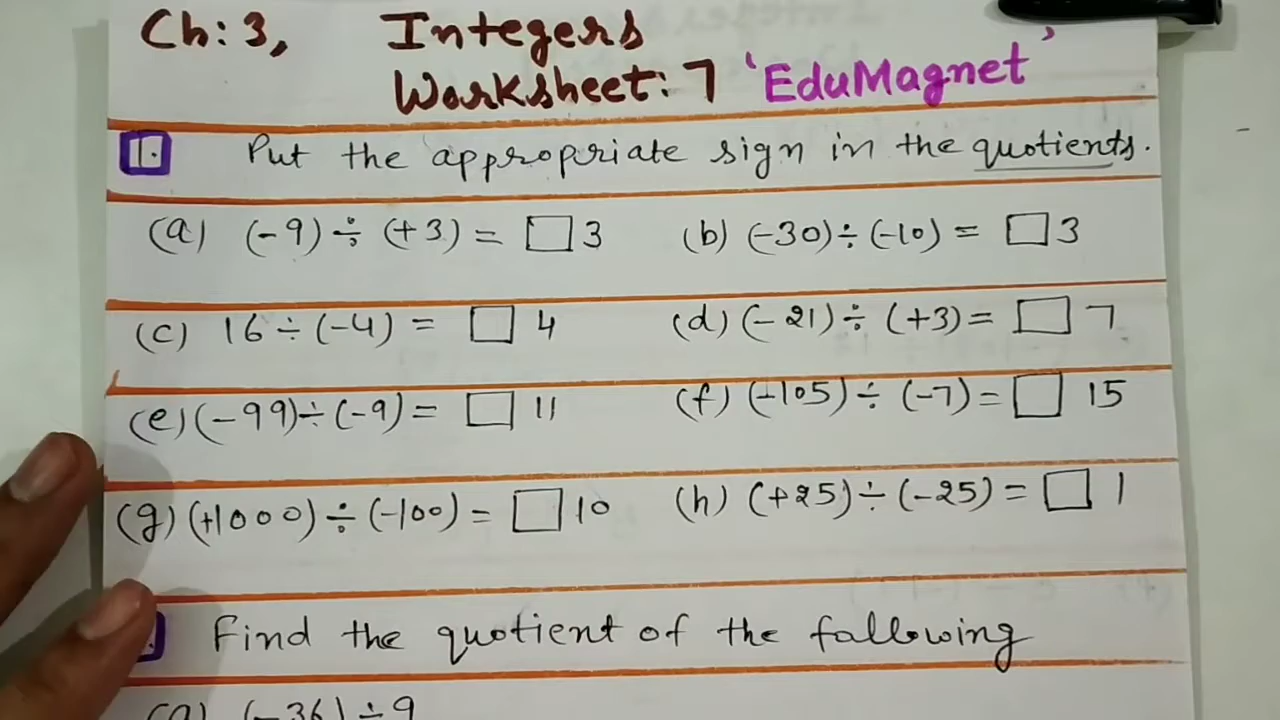 Ch: 3, Integers
Worksheet: 7 'EduMagnet'
1. Put the appropriate sign in the quotients.
(a) (-9) ÷ (+3) = □ 3 (b) (-30) ÷ (-10) = □ 3
(c) 16 ÷ (-4) = □ 4 (d) (-21) ÷ (+3) = □ 7
(e) (-99) ÷ (-9) = □ 11 (f) (-105) ÷ (-7) = □ 15
(g) (+1000) ÷ (-100) = □ 10 (h) (+25) ÷ (-25) = □ 1
Find the quotient of the following
(a) (-36) ÷ 9